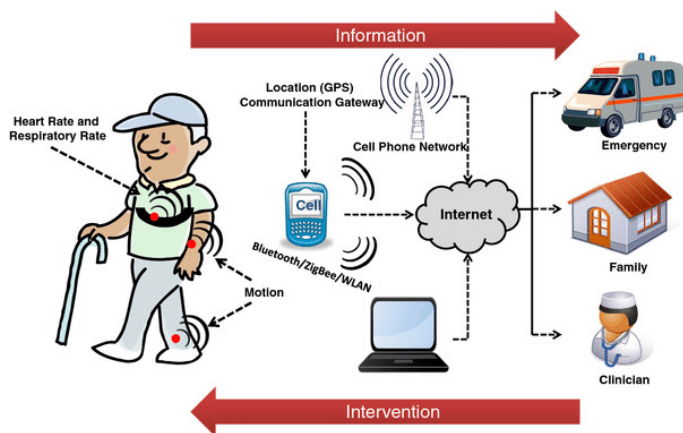 Information
Location (GPS)
Communication Gateway
Heart Rate and
Respiratory Rate
Cell Phone Network
Emergency
Cell
Internet
Bluetooth/ZigBee/WLAN
Family
Motion
Clinician
Intervention